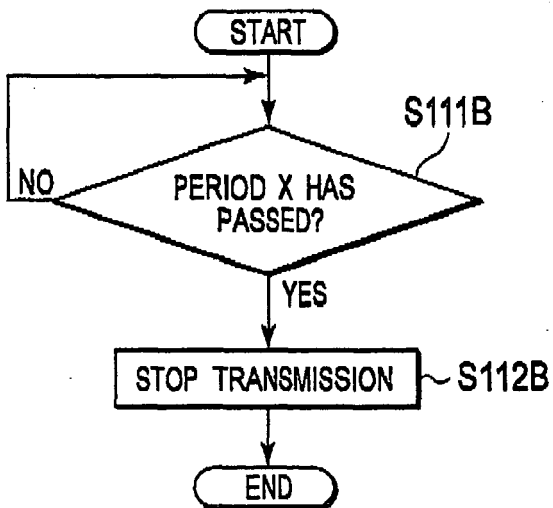 START
S111B
NO
PERIOD X HAS
PASSED?
YES
STOP TRANSMISSION
S112B
END